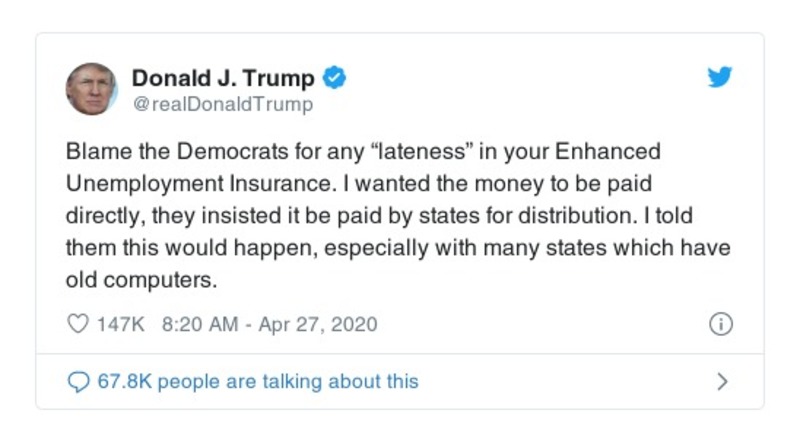 Donald J. Trump
@realDonaldTrump
Blame the Democrats for any “lateness” in your Enhanced
Unemployment Insurance. I wanted the money to be paid
directly, they insisted it be paid by states for distribution. I told
them this would happen, especially with many states which have
old computers.
147K 8:20 AM - Apr 27, 2020
67.8K people are talking about this